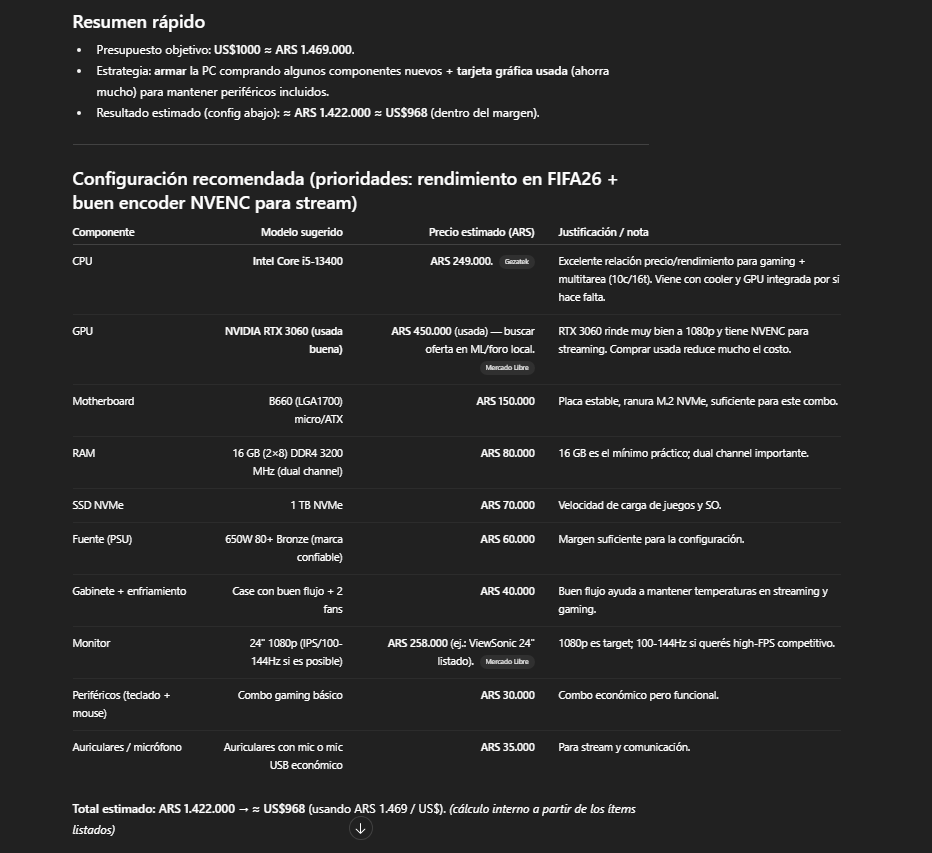 Resumen rápido
• Presupuesto objetivo: US$1000 ≈ ARS 1.469.000.
• Estrategia: armar la PC comprando algunos componentes nuevos + tarjeta gráfica usada (ahorra
mucho) para mantener periféricos incluidos.
• Resultado estimado (config abajo): ≈ ARS 1.422.000 ≈ US$968 (dentro del margen).
Configuración recomendada (prioridades: rendimiento en FIFA26 +
buen encoder NVENC para stream)
Componente Modelo sugerido Precio estimado (ARS) Justificación / nota
CPU Intel Core i5-13400 ARS 249.000. Gezatek Excelente relación precio/rendimiento para gaming +
multitarea (10c/16t). Viene con cooler y GPU integrada por si
hace falta.
GPU NVIDIA RTX 3060 (usada ARS 450.000 (usada) — buscar RTX 3060 rinde muy bien a 1080p y tiene NVENC para
buena) oferta en ML/foro local. streaming. Comprar usada reduce mucho el costo.
Mercado Libre
Motherboard B660 (LGA1700) ARS 150.000 Placa estable, ranura M.2 NVMe, suficiente para este combo.
micro/ATX
RAM 16 GB (2×8) DDR4 3200 ARS 80.000 16 GB es el mínimo práctico; dual channel importante.
MHz (dual channel)
SSD NVMe 1 TB NVMe ARS 70.000 Velocidad de carga de juegos y SO.
Fuente (PSU) 650W 80+ Bronze (marca ARS 60.000 Margen suficiente para la configuración.
confiable)
Gabinete + enfriamiento Case con buen flujo + 2 ARS 40.000 Buen flujo ayuda a mantener temperaturas en streaming y
fans gaming.
Monitor 24" 1080p (IPS/100- ARS 258.000 (ej.: ViewSonic 24" 1080p es target; 100-144Hz si querés high-FPS competitivo.
144Hz si es posible) listado). Mercado Libre
Periféricos (teclado + Combo gaming básico ARS 30.000 Combo económico pero funcional.
mouse)
Auriculares / micrófono Auriculares con mic o mic ARS 35.000 Para stream y comunicación.
USB económico
Total estimado: ARS 1.422.000 → ≈ US$968 (usando ARS 1.469 / US$). (cálculo interno a partir de los ítems
listados)